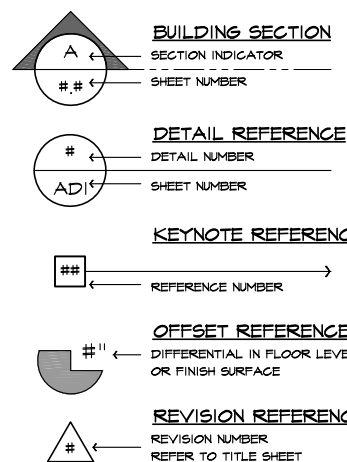 BUILDING SECTION
A
SECTION INDICATOR
#.#
SHEET NUMBER
DETAIL REFERENCE
#
DETAIL NUMBER
AD1
SHEET NUMBER
KEYNOTE REFERENC
##
REFERENCE NUMBER
OFFSET REFERENCE
#"
DIFFERENTIAL IN FLOOR LEVE
OR FINISH SURFACE
REVISION REFERENC
REVISION NUMBER
#
REFER TO TITLE SHEET